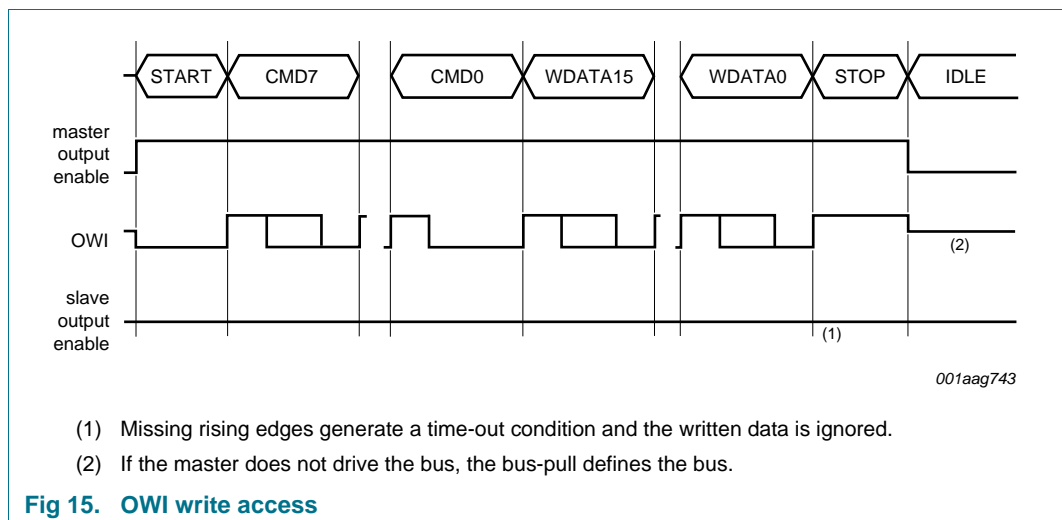 START CMD7 CMD0 WDATA15 WDATA0 STOP IDLE
master
output
enable
OWI
(2)
slave
output
enable
(1)
001aag743
(1) Missing rising edges generate a time-out condition and the written data is ignored.
(2) If the master does not drive the bus, the bus-pull defines the bus.
Fig 15. OWI write access